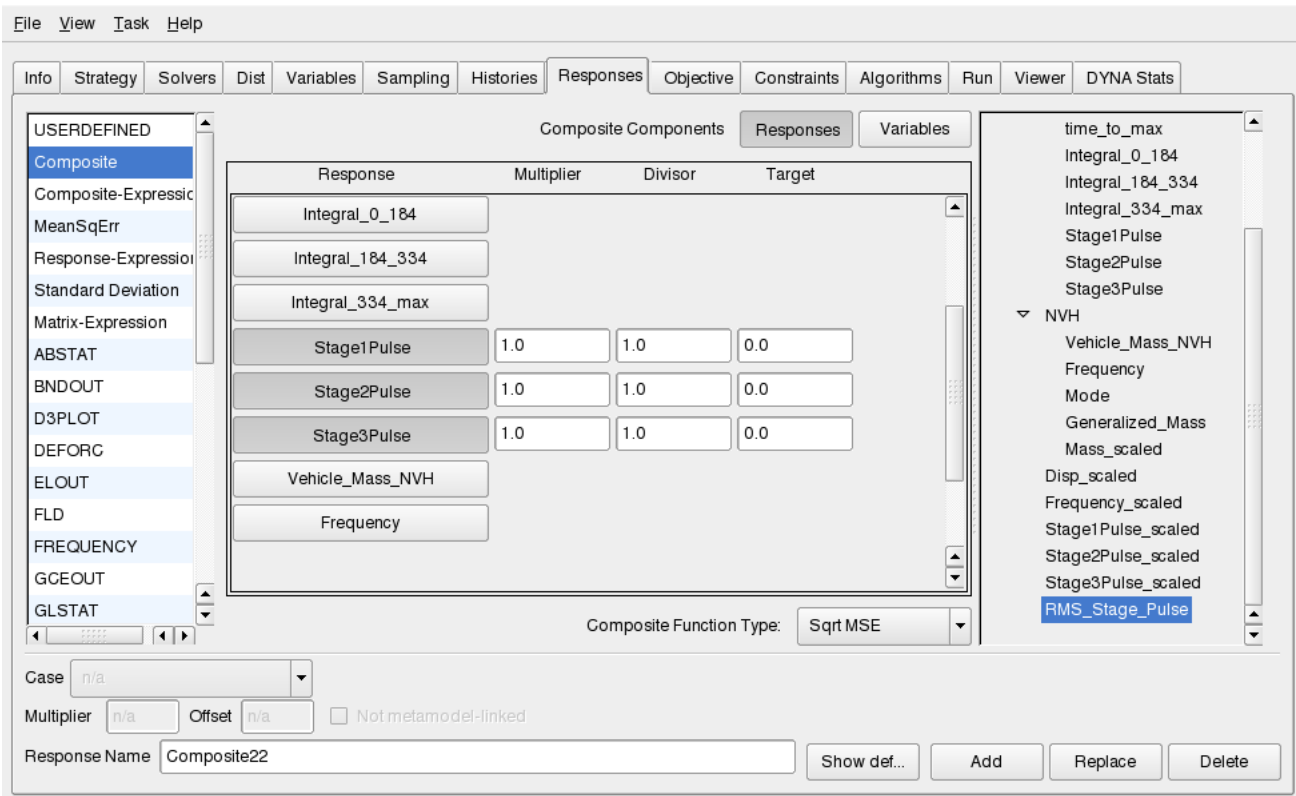 File View Task Help
Info Strategy Solvers Dist Variables Sampling Histories Responses Objective Constraints Algorithms Run Viewer DYNA Stats
USERDEFINED
Composite
Composite-Expressic
MeanSqErr
Response-Expression
Standard Deviation
Matrix-Expression
ABSTAT
BNDOUT
D3PLOT
DEFORC
ELOUT
FLD
FREQUENCY
GCEOUT
GLSTAT
Composite Components Responses Variables
Response Multiplier Divisor Target
Integral_0_184
Integral_184_334
Integral_334_max
Stage1Pulse 1.0 1.0 0.0
Stage2Pulse 1.0 1.0 0.0
Stage3Pulse 1.0 1.0 0.0
Vehicle_Mass_NVH
Frequency
Composite Function Type: Sqrt MSE
time_to_max
Integral_0_184
Integral_184_334
Integral_334_max
Stage1Pulse
Stage2Pulse
Stage3Pulse
NVH
Vehicle_Mass_NVH
Frequency
Mode
Generalized_Mass
Mass_scaled
Disp_scaled
Frequency_scaled
Stage1Pulse_scaled
Stage2Pulse_scaled
Stage3Pulse_scaled
RMS_Stage_Pulse
Case n/a
Multiplier n/a Offset n/a Not metamodel-linked
Response Name Composite22 Show def... Add Replace Delete